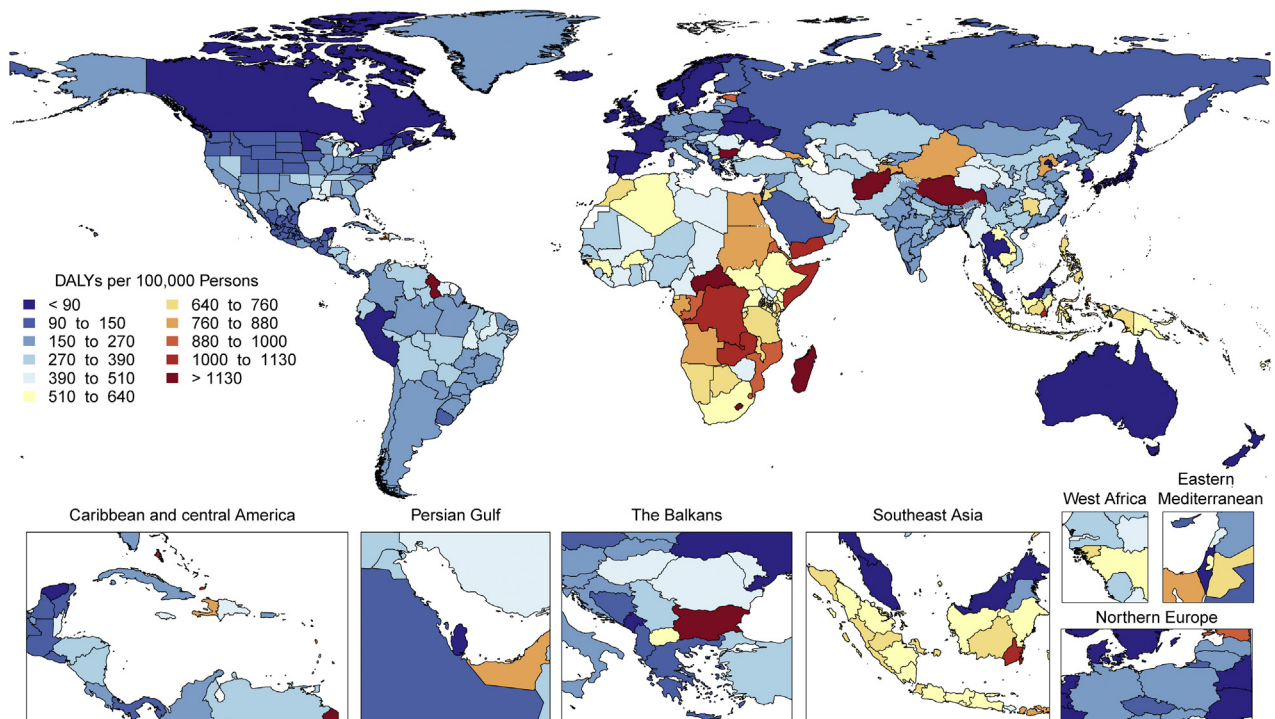 DALYs per 100,000 Persons
< 90
90 to 150
150 to 270
270 to 390
390 to 510
510 to 640
640 to 760
760 to 880
880 to 1000
1000 to 1130
> 1130
Caribbean and central America
Persian Gulf
The Balkans
Southeast Asia
West Africa
Eastern
Mediterranean
Northern Europe